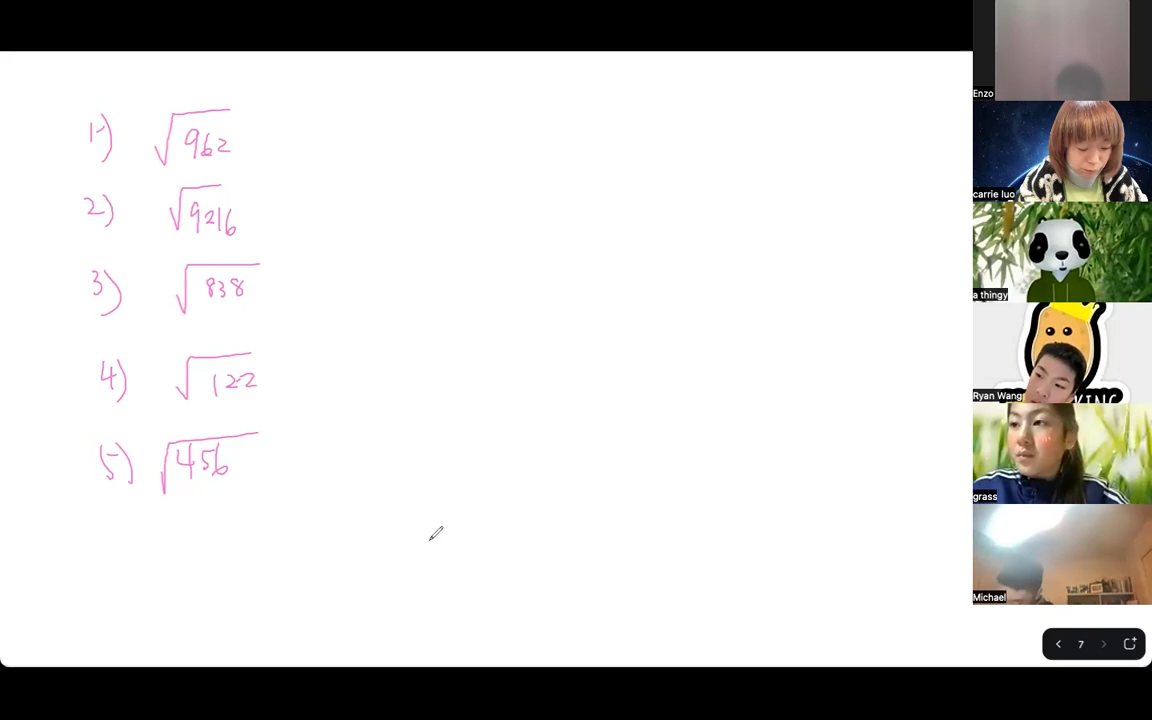 1) √962
2) √9216
3) √838
4) √122
5) √456
Enzo
carrie luo
a thingy
Ryan Wang
KING
grass
Michael
7